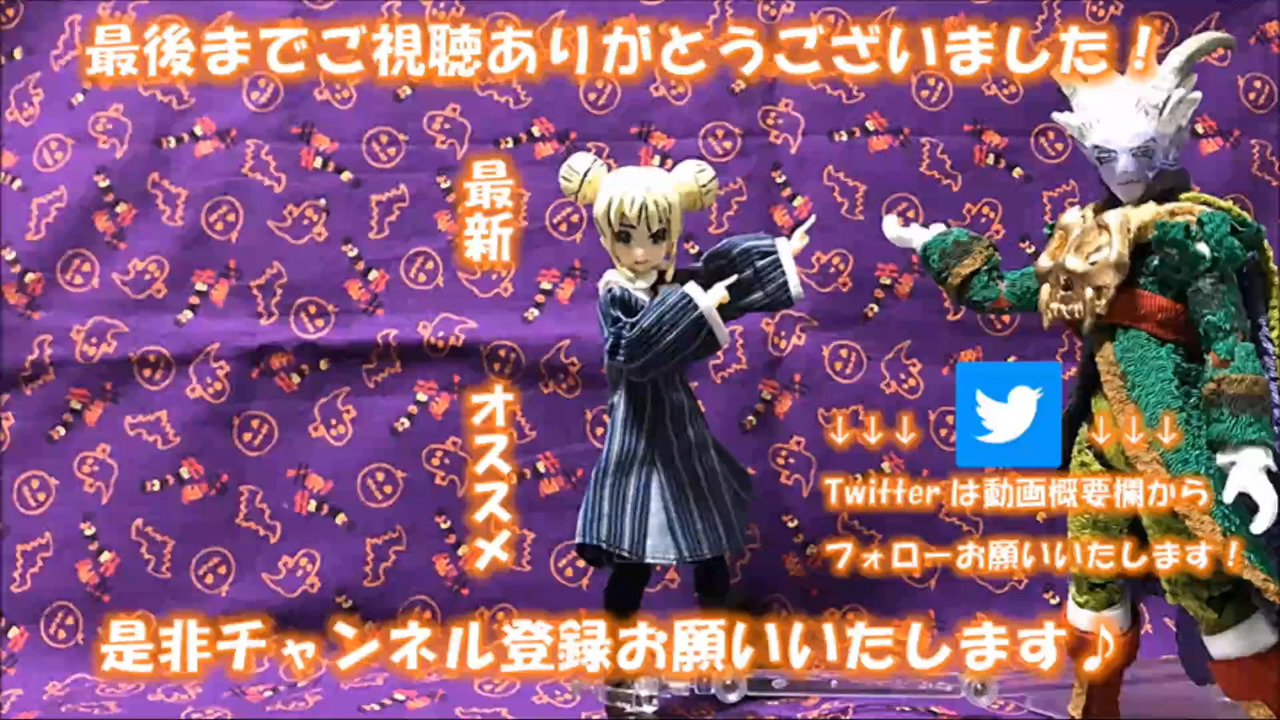 最後までご視聴ありがとうございました！
最新
オススメ
↓↓↓ ↓↓↓
Twitterは動画概要欄から
フォローお願いいたします！
是非チャンネル登録お願いいたします♪